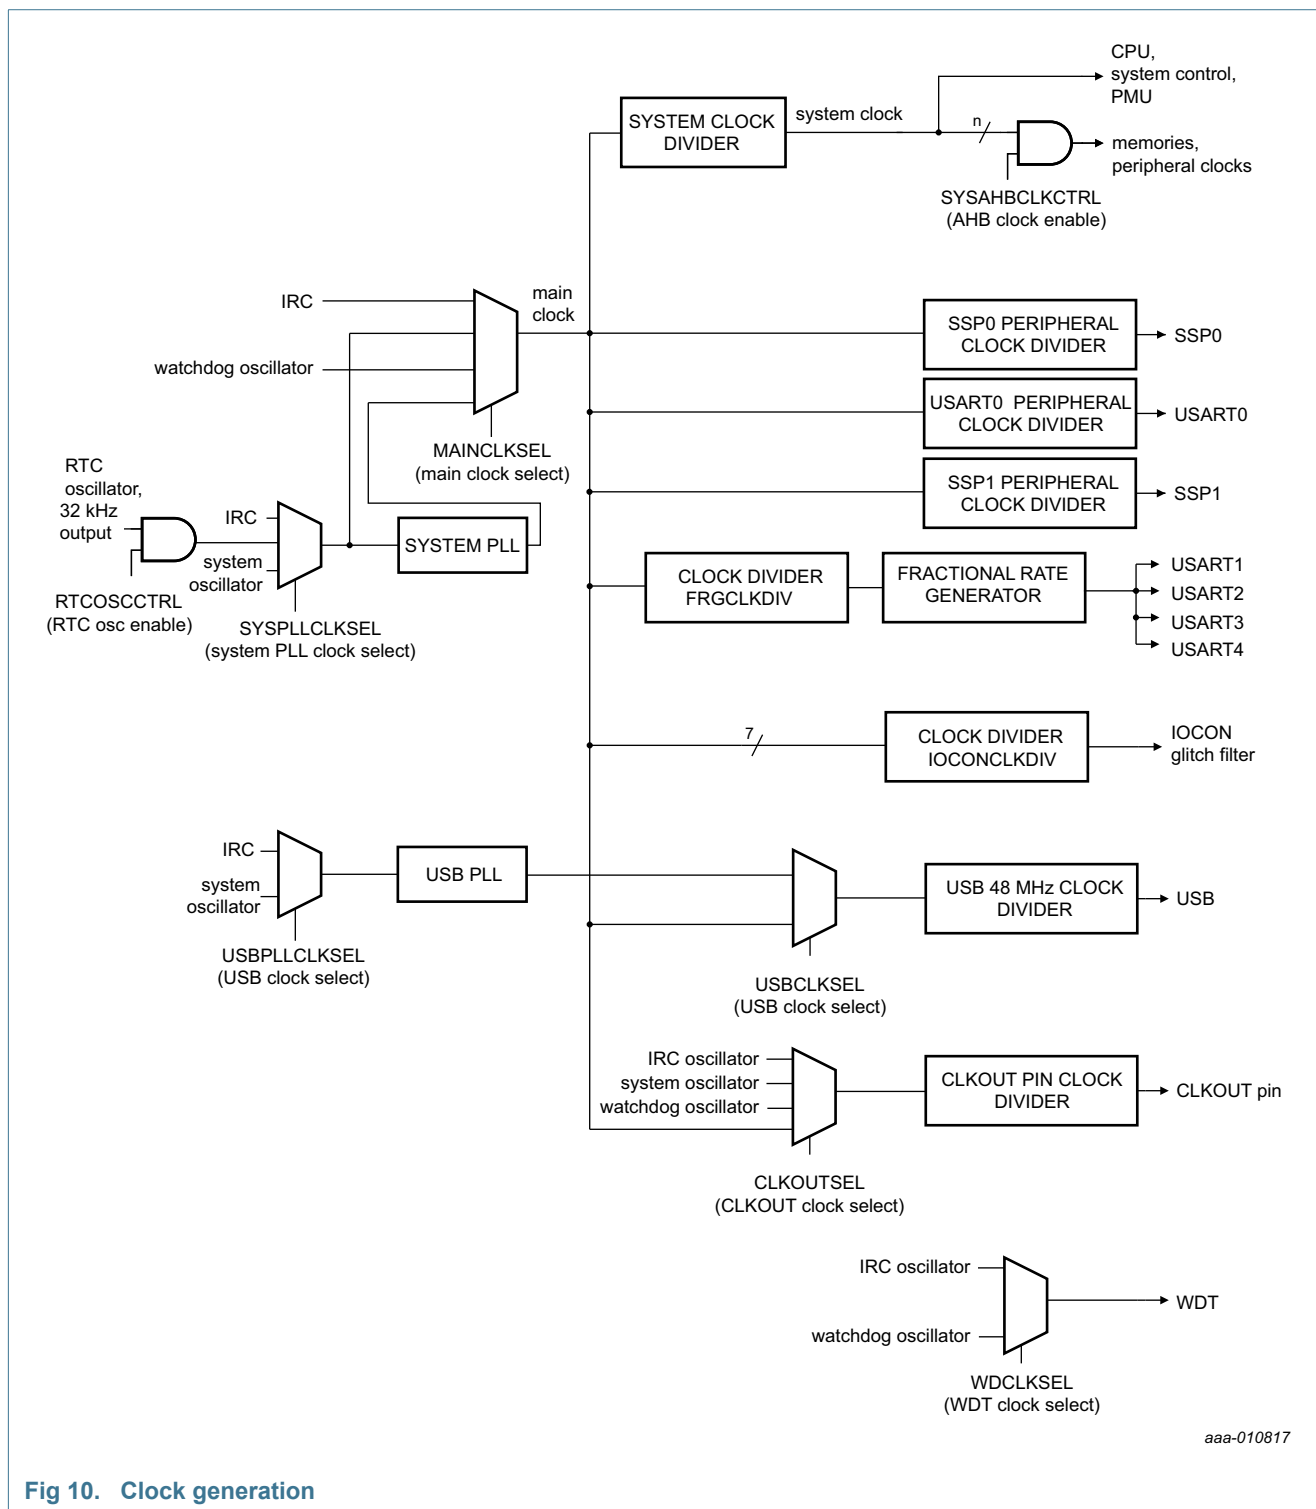 CPU,
system control,
PMU
SYSTEM CLOCK
DIVIDER
system clock
n
memories,
peripheral clocks
SYSAHBCLKCTRL
(AHB clock enable)
IRC
main
clock
watchdog oscillator
MAINCLKSEL
(main clock select)
SSP0 PERIPHERAL
CLOCK DIVIDER
SSP0
USART0 PERIPHERAL
CLOCK DIVIDER
USART0
SSP1 PERIPHERAL
CLOCK DIVIDER
SSP1
RTC
oscillator,
32 kHz
output
RTCOSCCTRL
(RTC osc enable)
IRC
system
oscillator
SYSPLLCLKSEL
(system PLL clock select)
SYSTEM PLL
CLOCK DIVIDER
FRGCLKDIV
FRACTIONAL RATE
GENERATOR
USART1
USART2
USART3
USART4
7
CLOCK DIVIDER
IOCONCLKDIV
IOCON
glitch filter
IRC
system
oscillator
USBPLLCLKSEL
(USB clock select)
USB PLL
USBCLKSEL
(USB clock select)
USB 48 MHz CLOCK
DIVIDER
USB
IRC oscillator
system oscillator
watchdog oscillator
CLKOUTSEL
(CLKOUT clock select)
CLKOUT PIN CLOCK
DIVIDER
CLKOUT pin
IRC oscillator
watchdog oscillator
WDCLKSEL
(WDT clock select)
WDT
aaa-010817
Fig 10. Clock generation